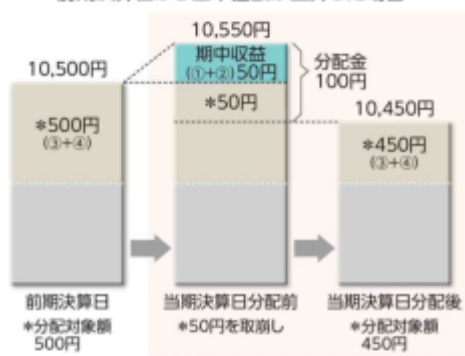 10,550円
期中収益
(①+②)50円
分配金
100円
10,500円
*50円
10,450円
*500円
(③+④)
*450円
(③+④)
前期決算日
当期決算日分配前
当期決算日分配後
*分配対象額
500円
*50円を取崩し
*分配対象額
450円